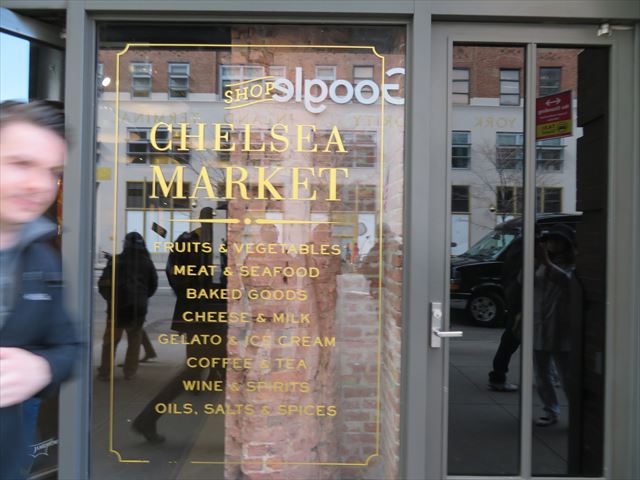 SHOP
Google
CHELSEA
MARKET
FRUITS & VEGETABLES
MEAT & SEAFOOD
BAKED GOODS
CHEESE & MILK
GELATO & ICE CREAM
COFFEE & TEA
WINE & SPIRITS
OILS, SALTS & SPICES